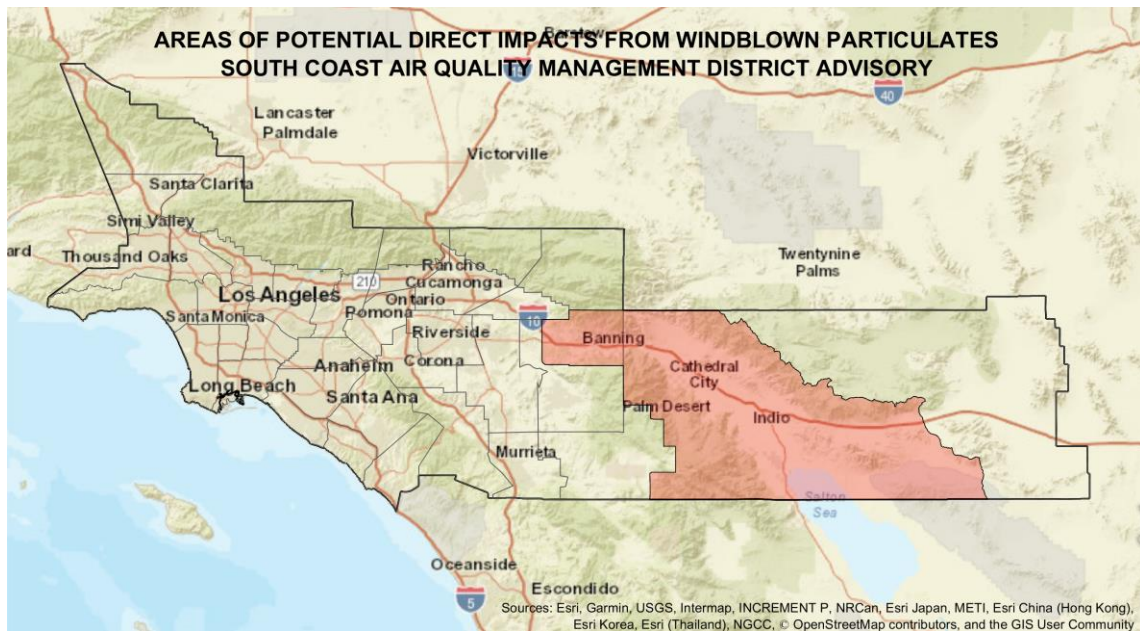 AREAS OF POTENTIAL DIRECT IMPACTS FROM WINDBLOWN PARTICULATES
SOUTH COAST AIR QUALITY MANAGEMENT DISTRICT ADVISORY
Barstow
15
40
Lancaster
Palmdale
Victorville
Santa Clarita
Simi Valley
ard
Thousand Oaks
Twentynine
Palms
Rancho
Cucamonga
210
Los Angeles
Ontario
Santa Monica
Pomona
10
Riverside
Banning
Anaheim
Corona
Cathedral
City
Long Beach
Santa Ana
Palm Desert
Indio
Murrieta
Salton
Sea
Oceanside
Escondido
5
Sources: Esri, Garmin, USGS, Intermap, INCREMENT P, NRCan, Esri Japan, METI, Esri China (Hong Kong),
Esri Korea, Esri (Thailand), NGCC, © OpenStreetMap contributors, and the GIS User Community